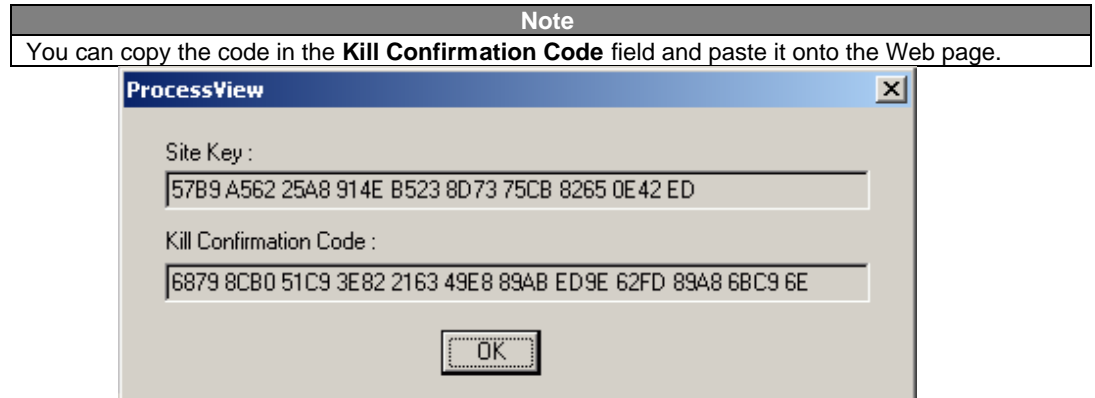 Note
You can copy the code in the Kill Confirmation Code field and paste it onto the Web page.
ProcessView
Site Key :
57B9 A562 25A8 914E B523 8D73 75CB 8265 0E42 ED
Kill Confirmation Code :
6879 8CB0 51C9 3E82 2163 49E8 89AB ED9E 62FD 89A8 6BC9 6E
OK